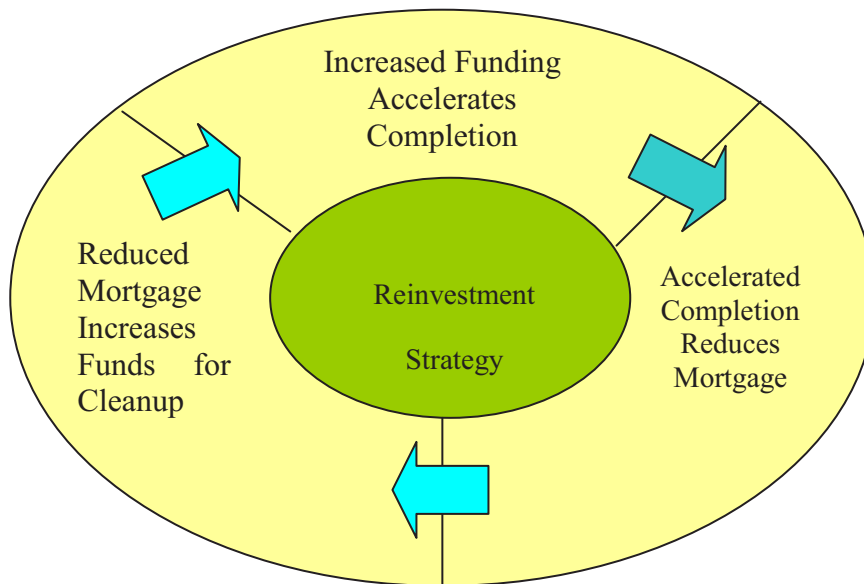 Increased Funding
Accelerates
Completion
Reduced
Mortgage
Increases
Funds for
Cleanup
Reinvestment
Strategy
Accelerated
Completion
Reduces
Mortgage